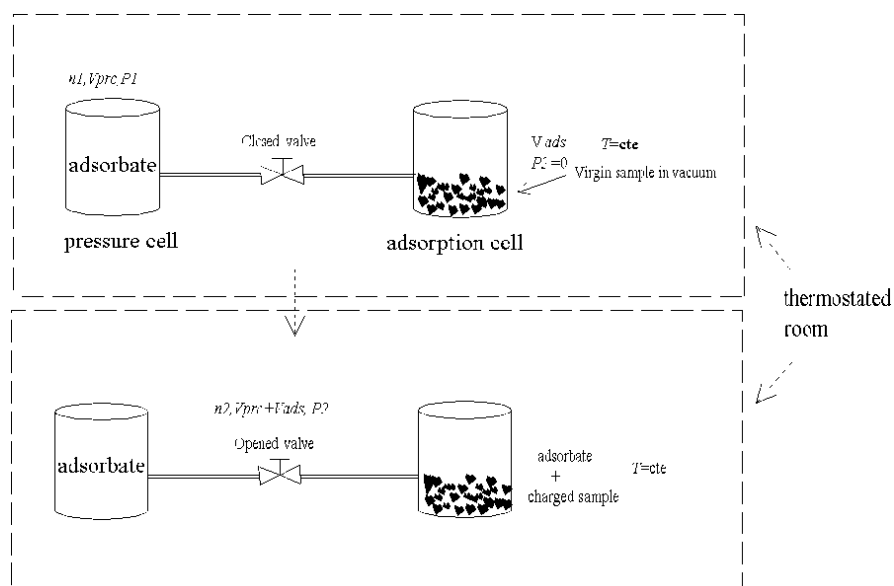 n1,Vprc,P1
Closed valve
adsorbate
V ads
T=cte
P2=0
Virgin sample in vacuum
pressure cell
adsorption cell
thermostated
room
n2,Vprc+Vads, P2
Opened valve
adsorbate
adsorbate
+
charged sample
T=cte